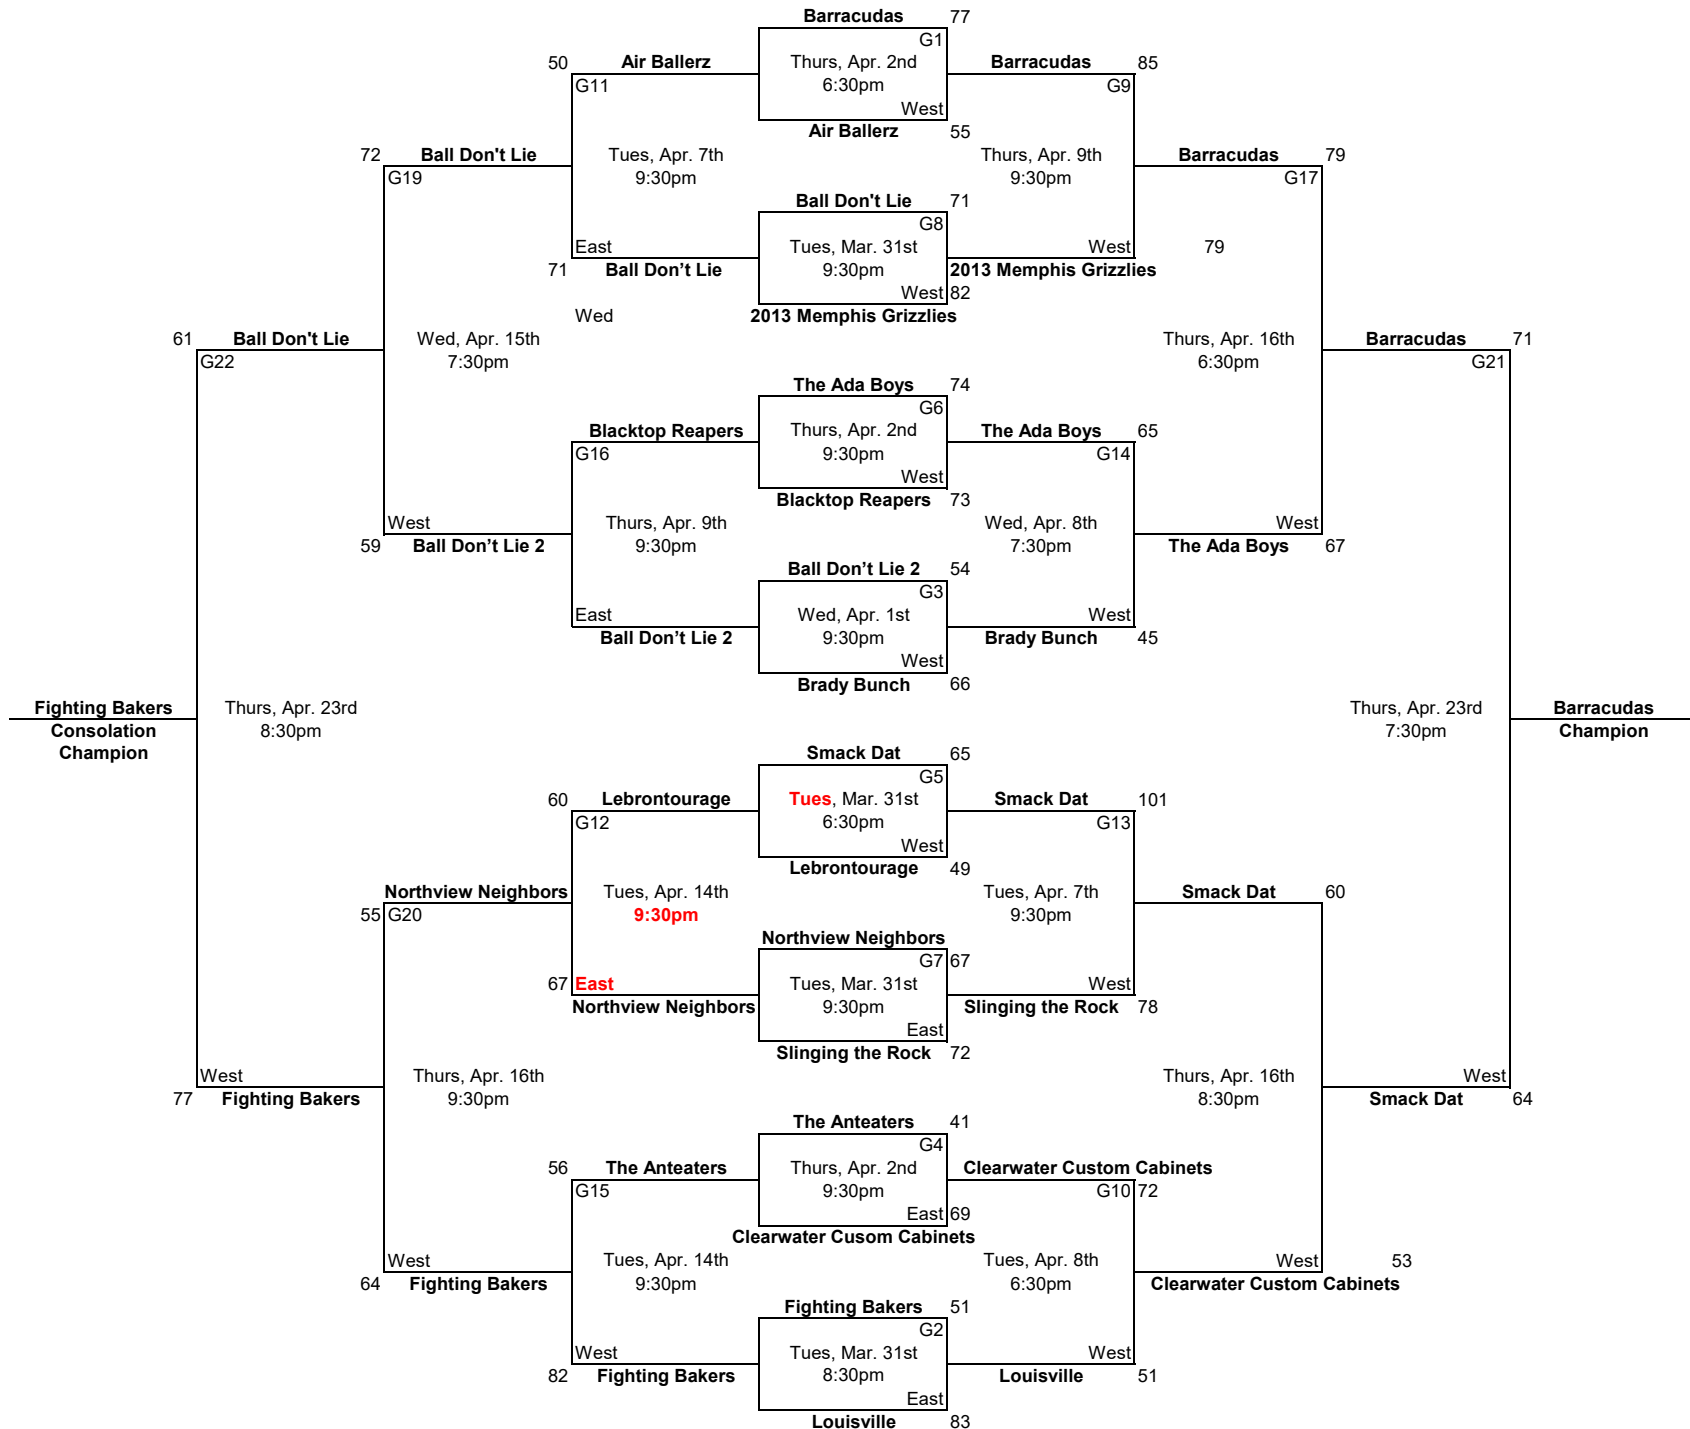 Barracudas 77
G1
50 Air Ballerz Thurs, Apr. 2nd Barracudas 85
G11 6:30pm G9
West
Air Ballerz 55
72 Ball Don't Lie Tues, Apr. 7th Thurs, Apr. 9th Barracudas 79
G19 9:30pm 9:30pm G17
Ball Don't Lie 71
G8
East Tues, Mar. 31st West 79
71 Ball Don’t Lie 9:30pm 2013 Memphis Grizzlies
West 82
Wed 2013 Memphis Grizzlies
61 Ball Don't Lie Wed, Apr. 15th Thurs, Apr. 16th Barracudas 71
G22 7:30pm 6:30pm G21
The Ada Boys 74
G6
Blacktop Reapers Thurs, Apr. 2nd The Ada Boys 65
G16 9:30pm G14
West
Blacktop Reapers 73
West Thurs, Apr. 9th Wed, Apr. 8th West
59 Ball Don’t Lie 2 9:30pm 7:30pm The Ada Boys 67
Ball Don’t Lie 2 54
G3
East Wed, Apr. 1st West
Ball Don’t Lie 2 9:30pm Brady Bunch 45
West
Brady Bunch 66
Fighting Bakers Thurs, Apr. 23rd Thurs, Apr. 23rd Barracudas
Consolation 8:30pm 7:30pm Champion
Champion
Smack Dat 65
G5
60 Lebrontourage Tues, Mar. 31st Smack Dat 101
G12 6:30pm G13
West
Lebrontourage 49
Northview Neighbors Tues, Apr. 14th Tues, Apr. 7th Smack Dat 60
55 G20 9:30pm 9:30pm
Northview Neighbors
G7 67
67 East Tues, Mar. 31st West
Northview Neighbors 9:30pm Slinging the Rock 78
East
Slinging the Rock 72
West Thurs, Apr. 16th Thurs, Apr. 16th West
77 Fighting Bakers 9:30pm 8:30pm Smack Dat 64
The Anteaters 41
G4
56 The Anteaters Thurs, Apr. 2nd Clearwater Custom Cabinets
G15 9:30pm G10 72
East 69
Clearwater Cusom Cabinets
West Tues, Apr. 14th Tues, Apr. 8th West 53
64 Fighting Bakers 9:30pm 6:30pm Clearwater Custom Cabinets
Fighting Bakers 51
G2
West Tues, Mar. 31st West
82 Fighting Bakers 8:30pm Louisville 51
East
Louisville 83